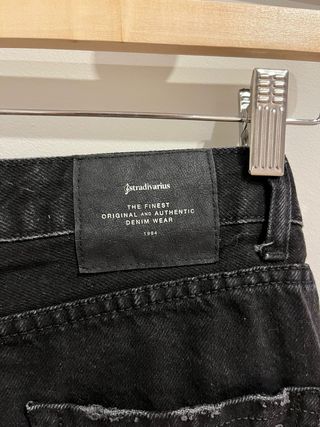 stradivarius
THE FINEST
ORIGINAL AND AUTHENTIC
DENIM WEAR
1994